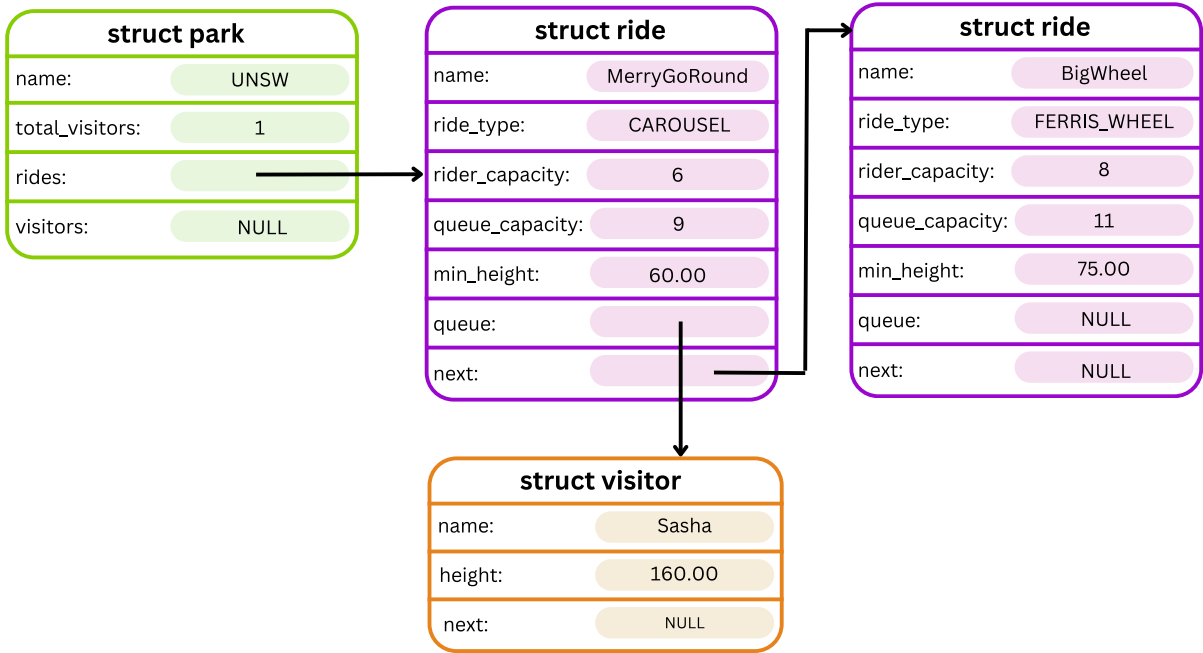 struct park
name: UNSW
total_visitors: 1
rides:
visitors: NULL
struct ride
name: MerryGoRound
ride_type: CAROUSEL
rider_capacity: 6
queue_capacity: 9
min_height: 60.00
queue:
next:
struct ride
name: BigWheel
ride_type: FERRIS_WHEEL
rider_capacity: 8
queue_capacity: 11
min_height: 75.00
queue: NULL
next: NULL
struct visitor
name: Sasha
height: 160.00
next: NULL